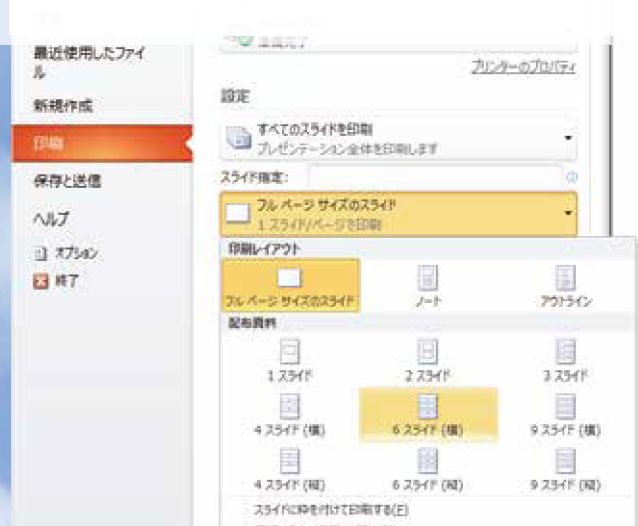 最近使用したファイ
ル
新規作成
印刷
保存と送信
ヘルプ
オプション
終了
準備完了
プリンターのプロパティ
設定
すべてのスライドを印刷
プレゼンテーション全体を印刷します
スライド指定:
フル ページ サイズのスライド
1 スライド/ページで印刷
印刷レイアウト
フル ページ サイズのスライド
ノート
アウトライン
配布資料
1 スライド
2 スライド
3 スライド
4 スライド (横)
6 スライド (横)
9 スライド (横)
4 スライド (縦)
6 スライド (縦)
9 スライド (縦)
スライドに枠を付けて印刷する(E)